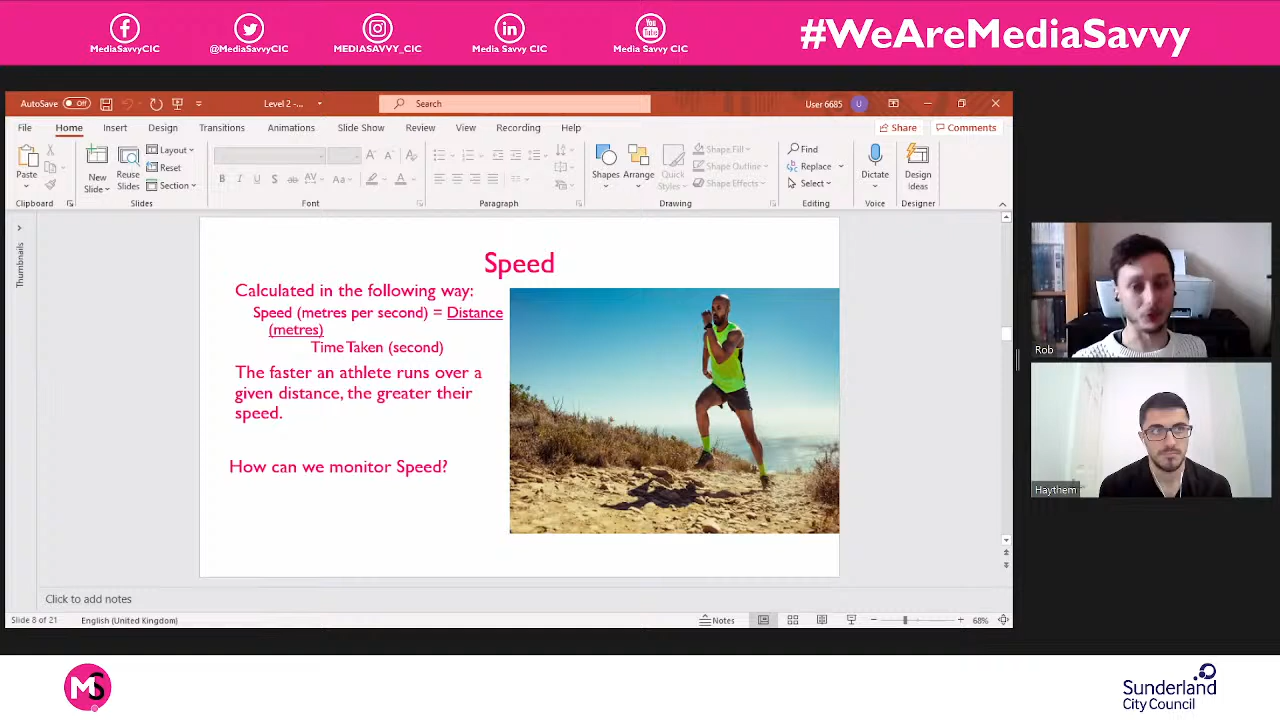 MediaSavvyCIC
@MediaSavvyCIC
MEDIASAVVY_CIC
Media Savvy CIC
You Tube
Media Savvy CIC
#WeAreMediaSavvy
AutoSave Off
Level 2 -...
Search
User 6685
U
File Home Insert Design Transitions Animations Slide Show Review View Recording Help
Share
Comments
Paste
New Slide
Reuse Slides
Layout
Reset
Section
Shapes
Arrange
Quick Styles
Shape Fill
Shape Outline
Shape Effects
Find
Replace
Select
Dictate
Design Ideas
Clipboard
Slides
Font
Paragraph
Drawing
Editing
Voice
Designer
Thumbnails
Speed
Calculated in the following way:
Speed (metres per second) = Distance
(metres)
Time Taken (second)
The faster an athlete runs over a
given distance, the greater their
speed.
How can we monitor Speed?
Rob
Haythem
Click to add notes
Slide 8 of 21
English (United Kingdom)
Notes
68%
MS
Sunderland
City Council